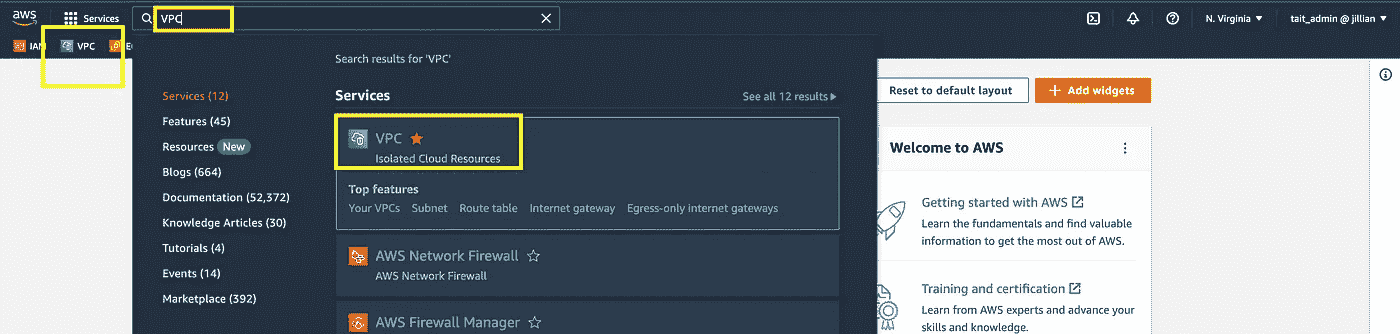 aws
Services
VPC
N. Virginia
tait_admin @ jillian
IAM
VPC
Search results for 'VPC'
Services (12)
Features (45)
Resources New
Blogs (664)
Documentation (52,372)
Knowledge Articles (30)
Tutorials (4)
Events (14)
Marketplace (392)
Services
See all 12 results
VPC
Isolated Cloud Resources
Top features
Your VPCs Subnet Route table Internet gateway Egress-only internet gateways
AWS Network Firewall
AWS Network Firewall
AWS Firewall Manager
Reset to default layout
Add widgets
Welcome to AWS
Getting started with AWS
Learn the fundamentals and find valuable
information to get the most out of AWS.
Training and certification
Learn from AWS experts and advance your
skills and knowledge.